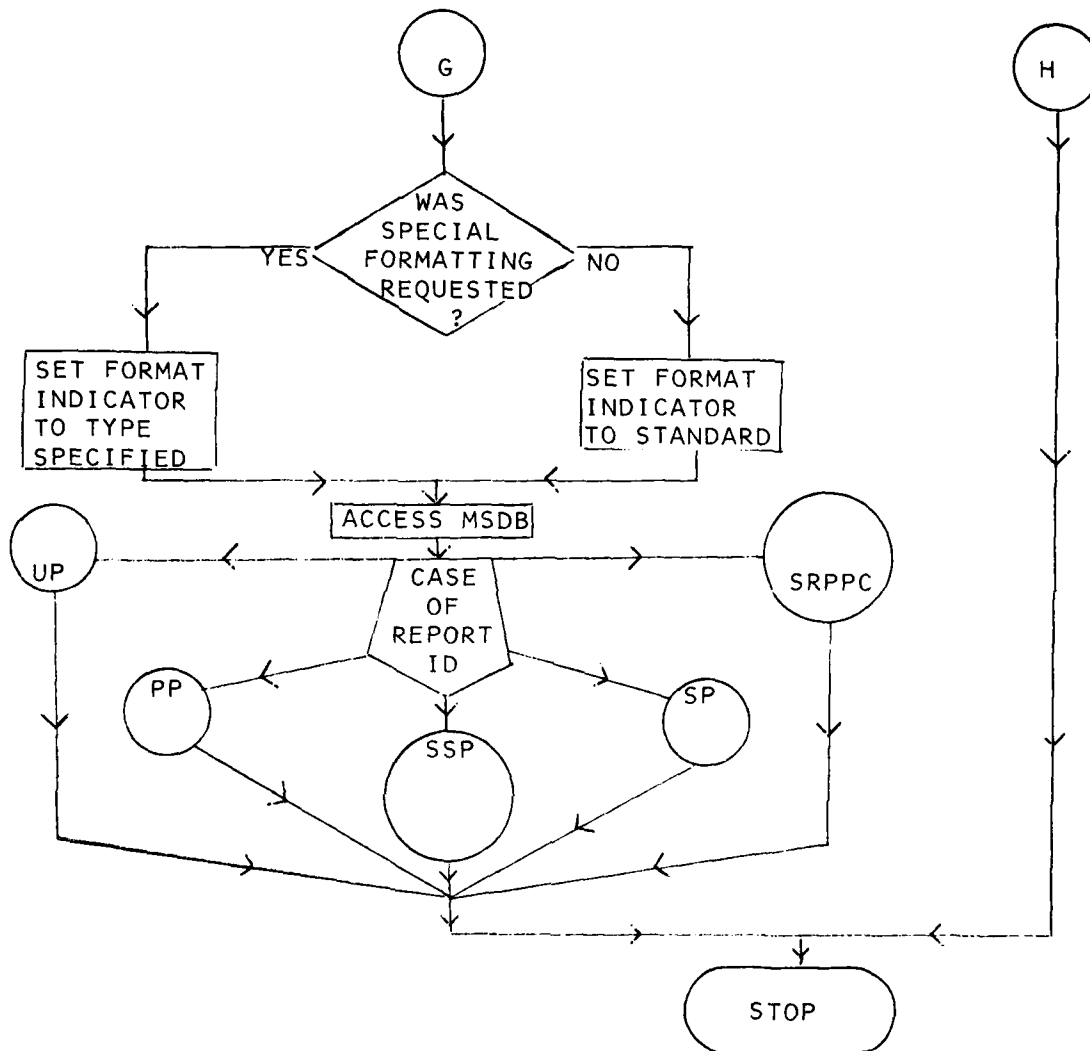 G
H
WAS
SPECIAL
FORMATTING
REQUESTED
?
YES
NO
SET FORMAT
INDICATOR
TO TYPE
SPECIFIED
SET FORMAT
INDICATOR
TO STANDARD
ACCESS MSDB
UP
CASE
OF
REPORT
ID
SRPPC
PP
SSP
SP
STOP